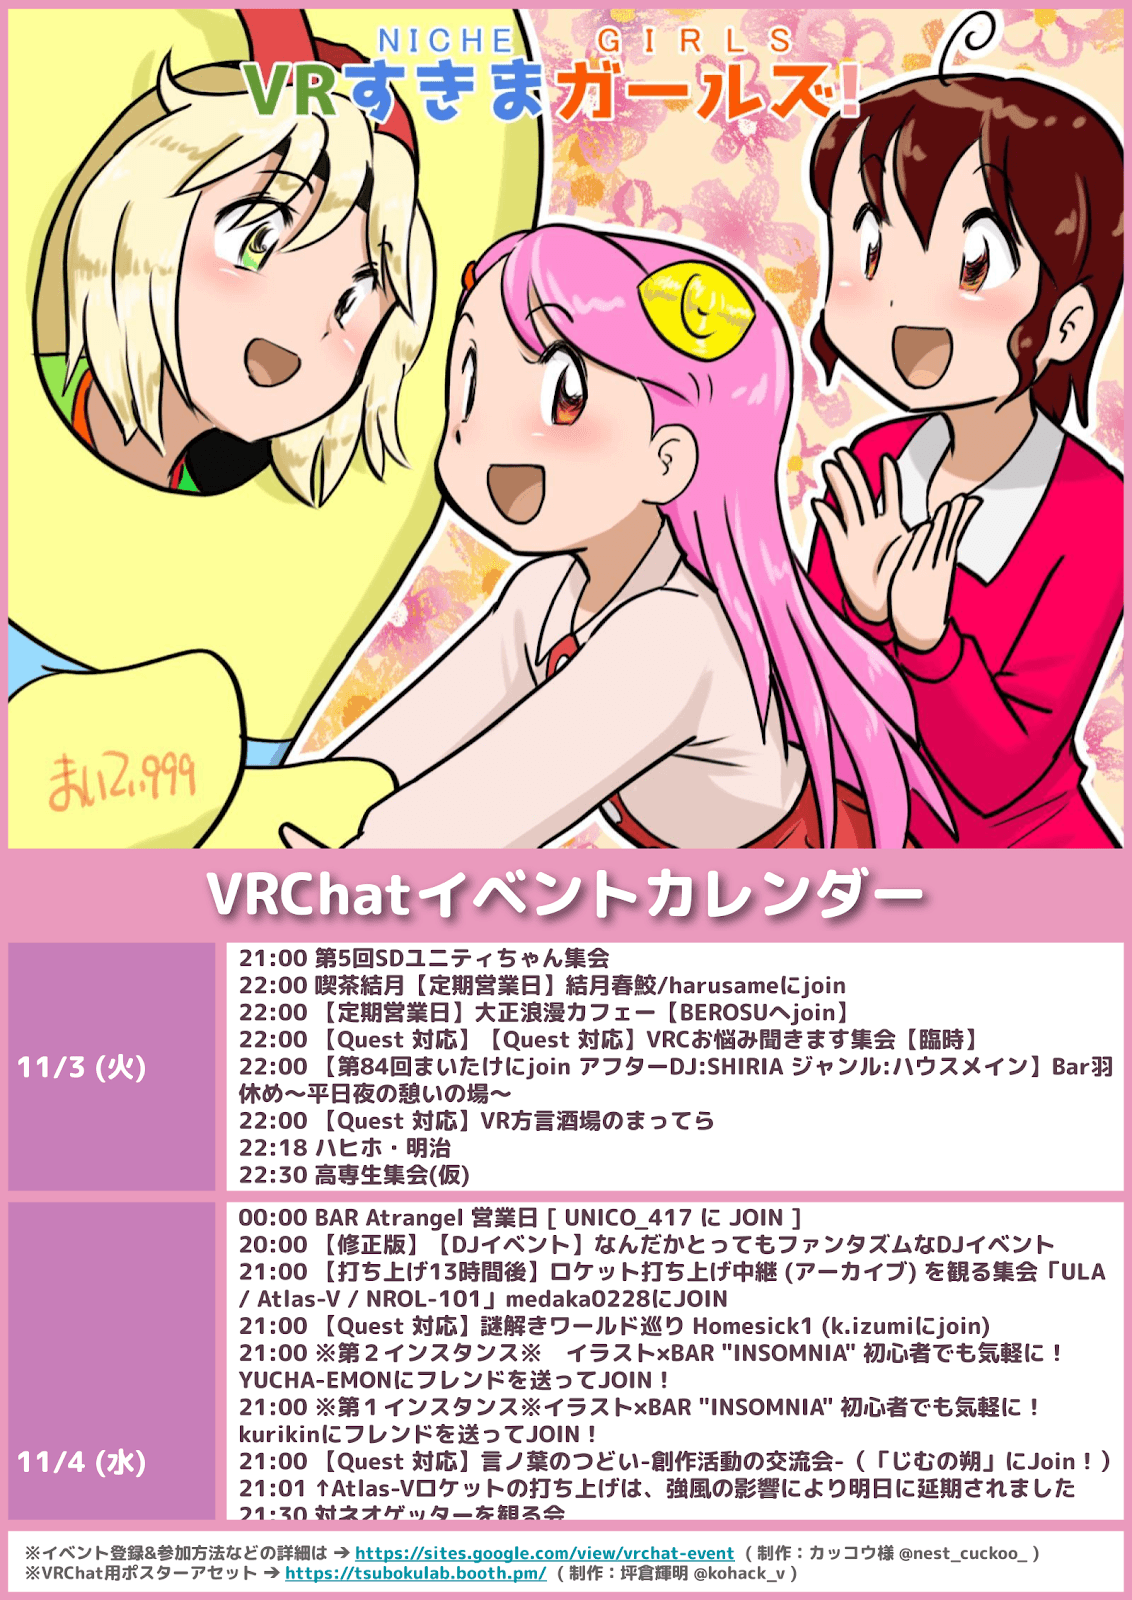 NICHE GIRLS
VRすきまガールズ!
まいてぃ999
VRChatイベントカレンダー
11/3 (火)
21:00 第5回SDユニティちゃん集会
22:00 喫茶結月【定期営業日】結月春鮫/harusameにjoin
22:00 【定期営業日】大正浪漫カフェー【BEROSUへjoin】
22:00 【Quest 対応】【Quest 対応】VRCお悩み聞きます集会【臨時】
22:00 【第84回まいたけにjoin アフターDJ:SHIRIA ジャンル:ハウスメイン】Bar羽
休め～平日夜の憩いの場～
22:00 【Quest 対応】VR方言酒場のまってら
22:18 ハヒホ・明治
22:30 高専生集会(仮)
11/4 (水)
00:00 BAR Atrangel 営業日 [ UNICO_417 に JOIN ]
20:00 【修正版】【DJイベント】なんだかとってもファンタズムなDJイベント
21:00 【打ち上げ13時間後】ロケット打ち上げ中継 (アーカイブ) を観る集会「ULA
/ Atlas-V / NROL-101」medaka0228にJOIN
21:00 【Quest 対応】謎解きワールド巡り Homesick1 (k.izumiにjoin)
21:00 ※第２インスタンス※　イラスト×BAR "INSOMNIA" 初心者でも気軽に！
YUCHA-EMONにフレンドを送ってJOIN！
21:00 ※第１インスタンス※イラスト×BAR "INSOMNIA" 初心者でも気軽に！
kurikinにフレンドを送ってJOIN！
21:00 【Quest 対応】言ノ葉のつどい-創作活動の交流会-（「じむの朔」にJoin！）
21:01 ↑Atlas-Vロケットの打ち上げは、強風の影響により明日に延期されました
21:30 対ネオゲッターを観る会
※イベント登録&参加方法などの詳細は ➔ https://sites.google.com/view/vrchat-event ( 制作：カッコウ様 @nest_cuckoo_ )
※VRChat用ポスターアセット ➔ https://tsubokulab.booth.pm/ ( 制作：坪倉輝明 @kohack_v )